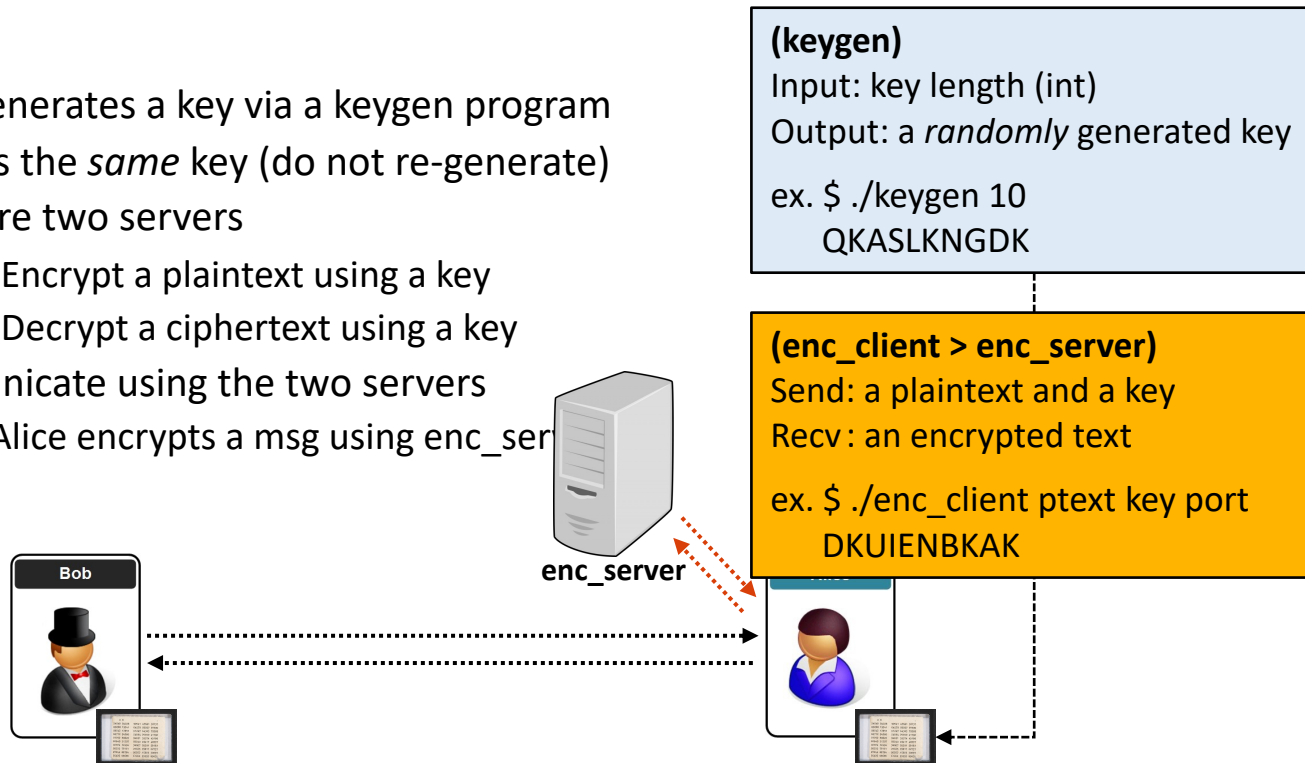 enerates a key via a keygen program
s the same key (do not re-generate)
re two servers
Encrypt a plaintext using a key
Decrypt a ciphertext using a key
nicate using the two servers
Alice encrypts a msg using enc_ser
(keygen)
Input: key length (int)
Output: a randomly generated key
ex. $ ./keygen 10
QKASLKNGDK
(enc_client > enc_server)
Send: a plaintext and a key
Recv : an encrypted text
ex. $ ./enc_client ptext key port
DKUIENBKAK
enc_server
Bob